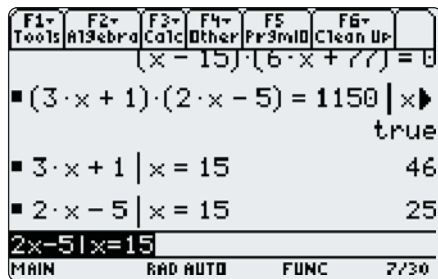 F1▾ F2▾ F3▾ F4▾ F5 F6▾
Tools Algebra Calc Other PrgmIO Clean Up
(x - 15)·(6·x + 77) = 0
▪(3·x + 1)·(2·x - 5) = 1150 | x▶
true
▪3·x + 1 | x = 15 46
▪2·x - 5 | x = 15 25
2x-5|x=15
MAIN RAD AUTO FUNC 7/30